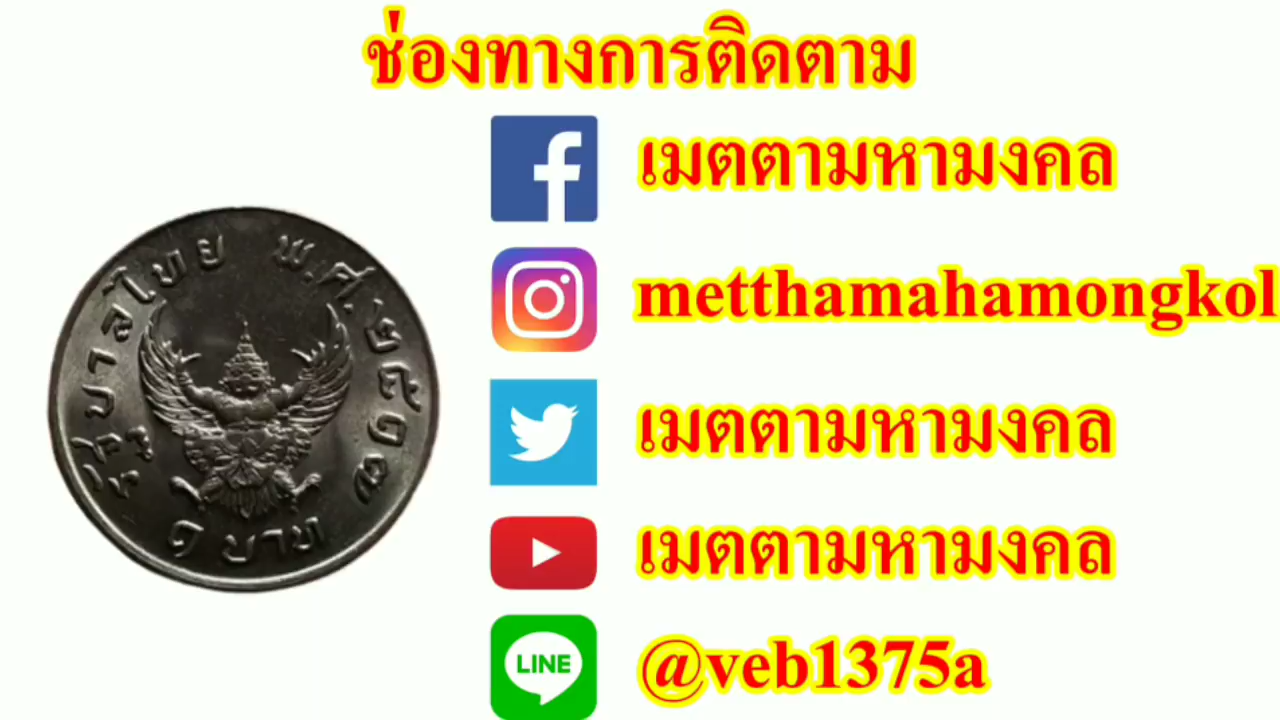 ช่องทางการติดตาม
เมตตามหามงคล
metthamahamongkol
เมตตามหามงคล
เมตตามหามงคล
LINE
@veb1375a
รัฐบาลไทย พ.ศ.๒๕๑๗
๑ บาท